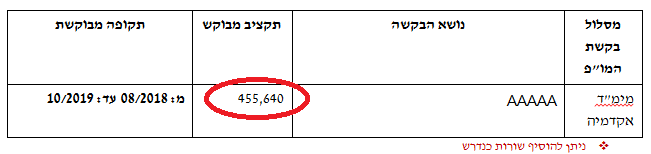 מסלול בקשת המו״פ	נושא הבקשה	תקציב מבוקש	תקופה מבוקשת
מימ״ד אקדמיה	AAAAA	455,640	מ: 08/2018 עד: 10/2019
ניתן להוסיף שורות כנדרש